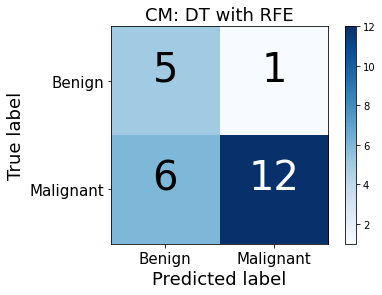 CM: DT with RFE
True label
Benign
Malignant
5 1
6 12
Benign Malignant
Predicted label
12
10
8
6
4
2